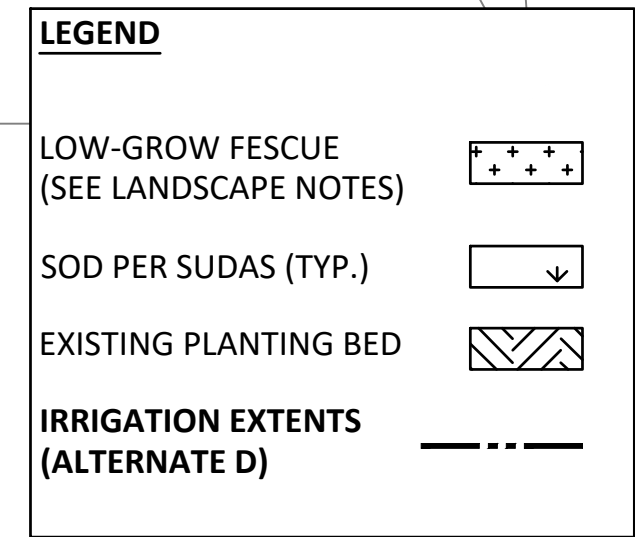 LEGEND
LOW-GROW FESCUE
(SEE LANDSCAPE NOTES)
SOD PER SUDAS (TYP.)
EXISTING PLANTING BED
IRRIGATION EXTENTS
(ALTERNATE D)